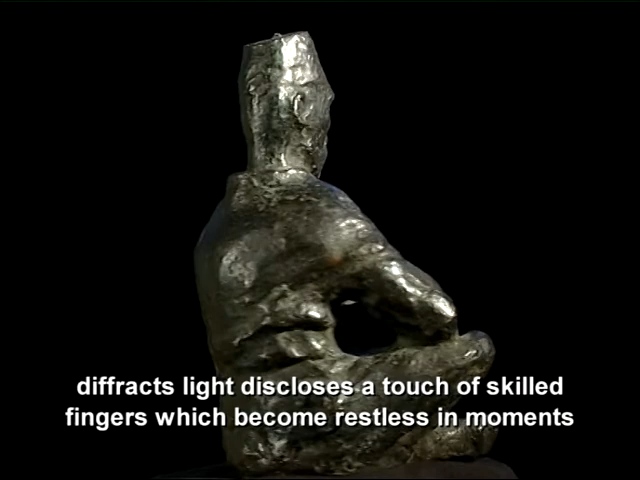 diffracts light discloses a touch of skilled
fingers which become restless in moments